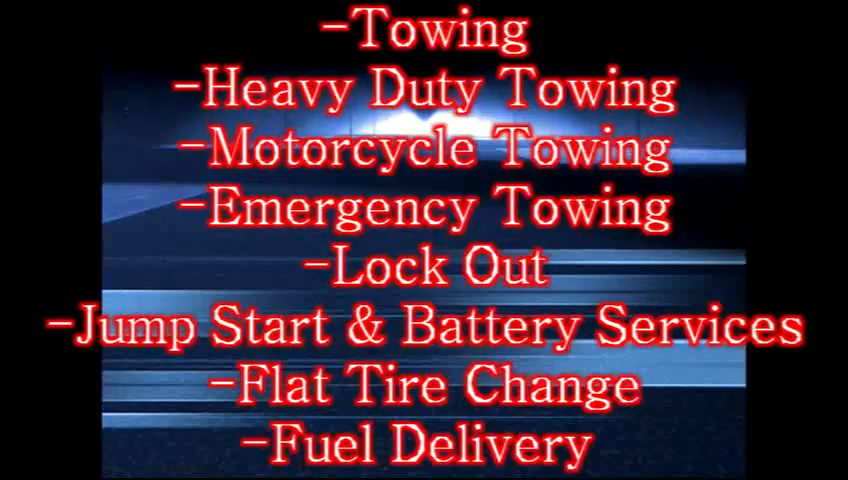 -Towing
-Heavy Duty Towing
-Motorcycle Towing
-Emergency Towing
-Lock Out
-Jump Start & Battery Services
-Flat Tire Change
-Fuel Delivery